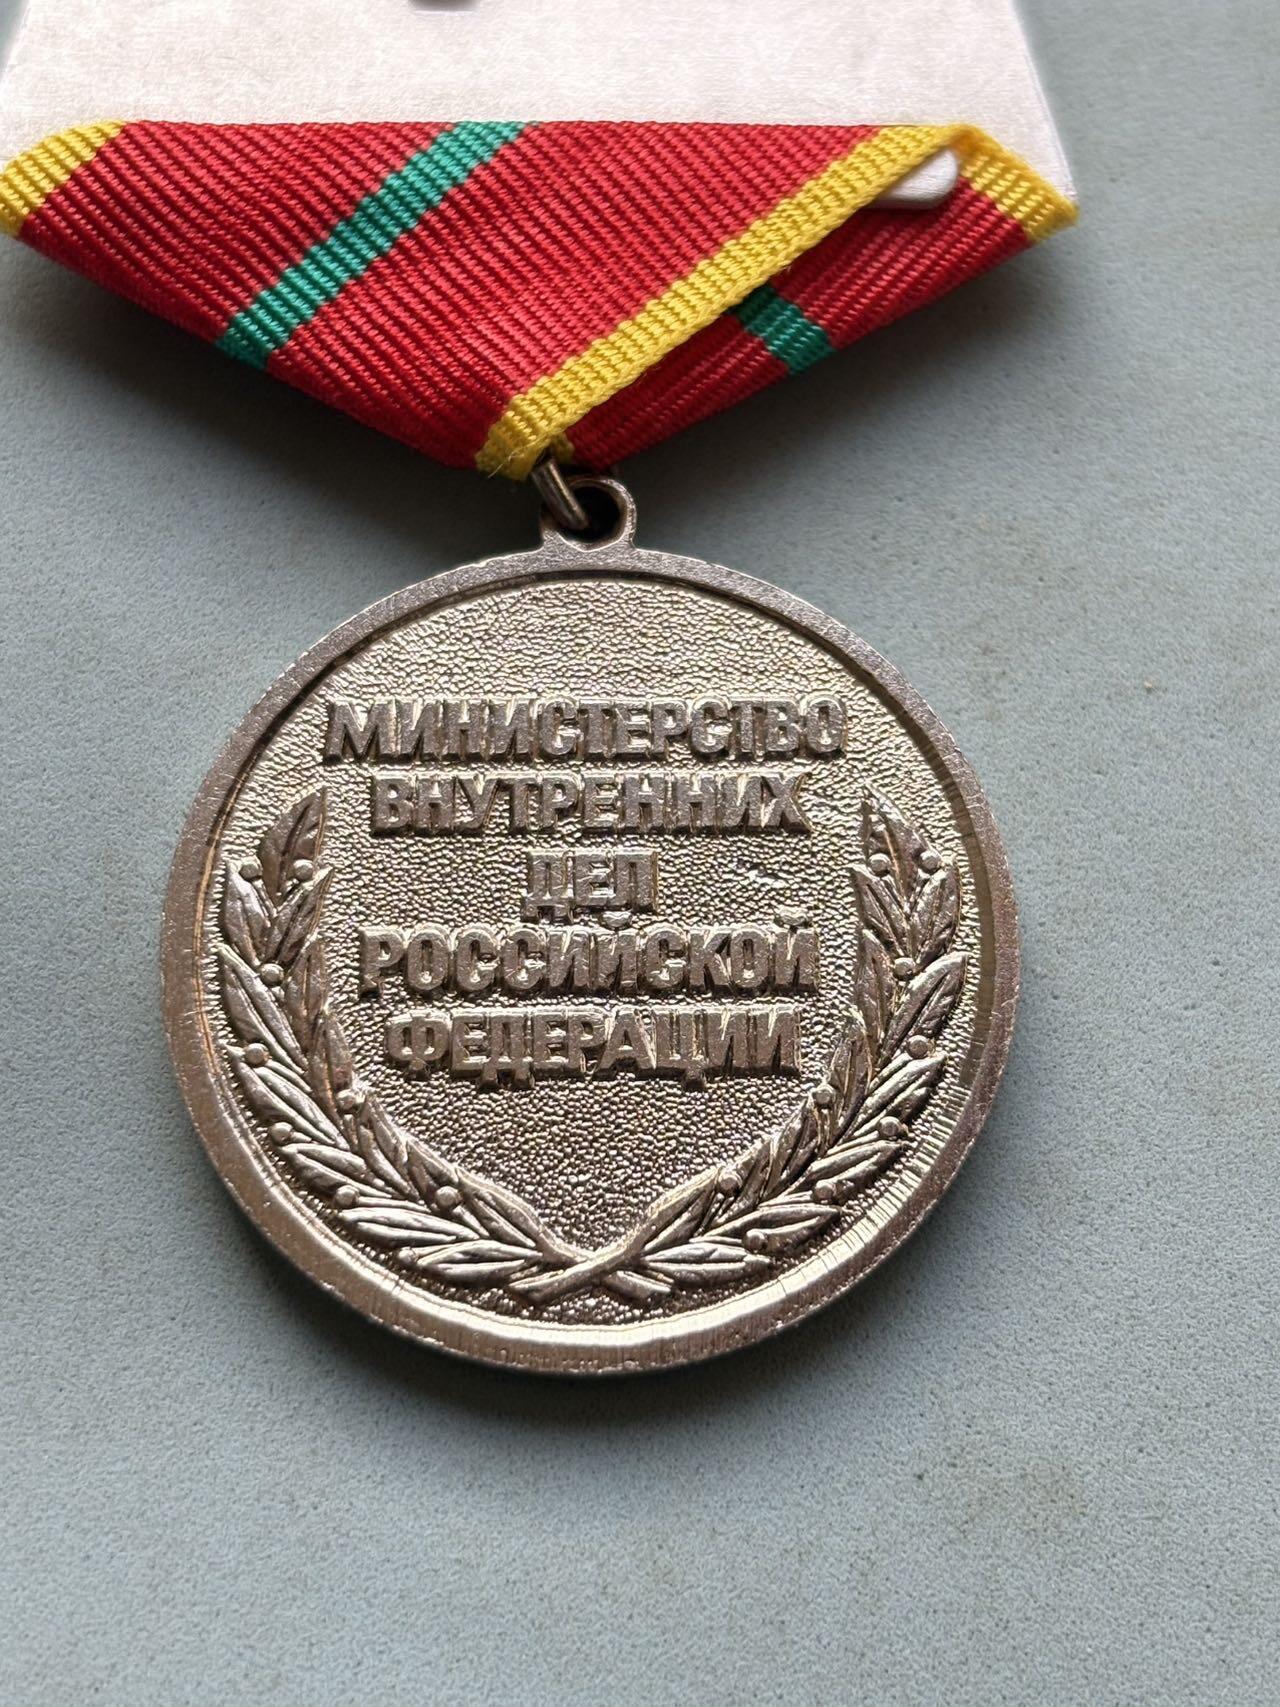 МИНИСТЕРСТВО
ВНУТРЕННИХ
ДЕЛ
РОССИЙСКОЙ
ФЕДЕРАЦИИ